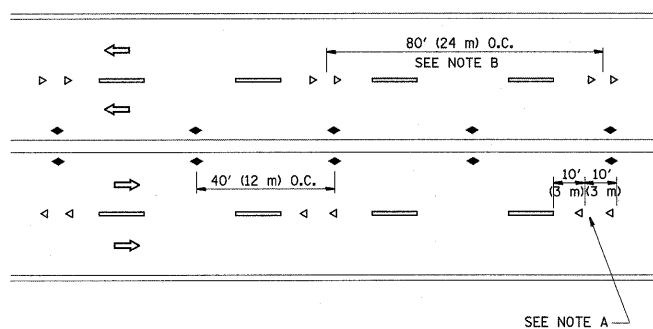 80' (24 m) O.C.
SEE NOTE B
40' (12 m) O.C.
10' 10'
(3 m) (3 m)
SEE NOTE A